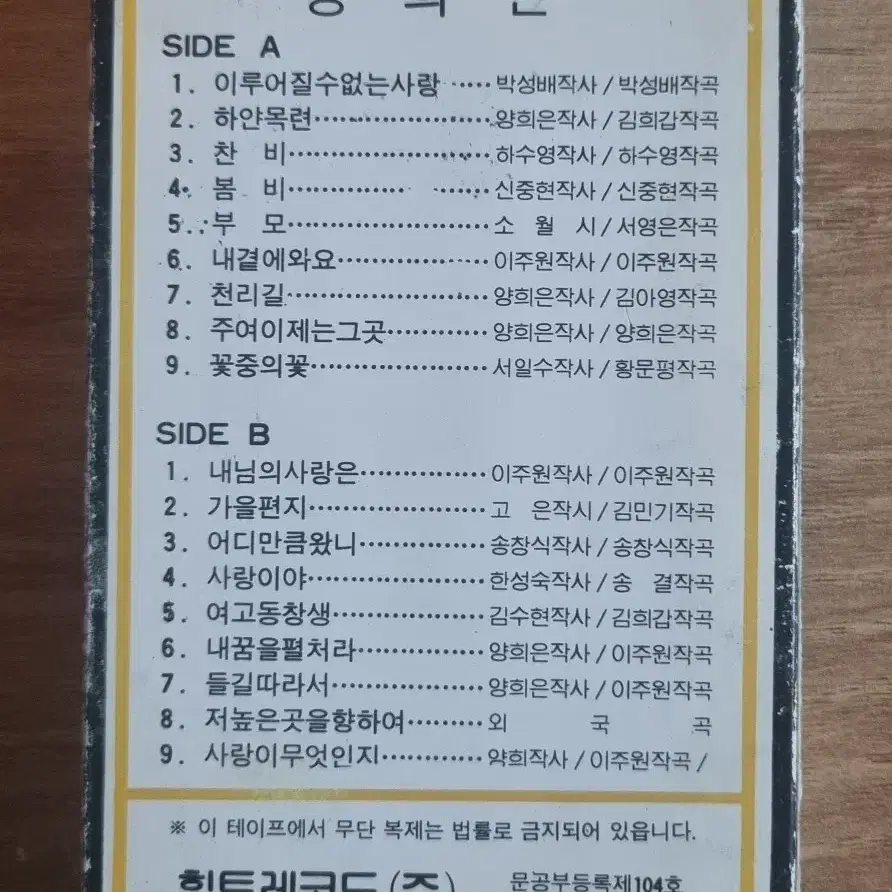 양 희 은
SIDE A
1. 이루어질수없는사랑 ····· 박성배작사 / 박성배작곡
2. 하얀목련···················· 양희은작사 / 김희갑작곡
3. 찬 비······················· 하수영작사 / 하수영작곡
4. 봄 비············· ······ 신중현작사 / 신중현작곡
5. 부 모······················· 소 월 시 / 서영은작곡
6. 내곁에와요················· 이주원작사 / 이주원작곡
7. 천리길······················· 양희은작사 / 김아영작곡
8. 주여이제는그곳············ 양희은작사 / 양희은작곡
9. 꽃중의꽃···················· 서일수작사 / 황문평작곡
SIDE B
1. 내님의사랑은··············· 이주원작사 / 이주원작곡
2. 가을편지···················· 고 은작시 / 김민기작곡
3. 어디만큼왔니··············· 송창식작사 / 송창식작곡
4. 사랑이야···················· 한성숙작사 / 송 결작곡
5. 여고동창생················· 김수현작사 / 김희갑작곡
6. 내꿈을펼처라··············· 양희은작사 / 이주원작곡
7. 들길따라서················· 양희은작사 / 이주원작곡
8. 저높은곳을향하여········· 외 국 곡
9. 사랑이무엇인지············ 양희작사 / 이주원작곡 /
※ 이 테이프에서 무단 복제는 법률로 금지되어 있읍니다.
힛트레코드 (주) 문공부등록제104호